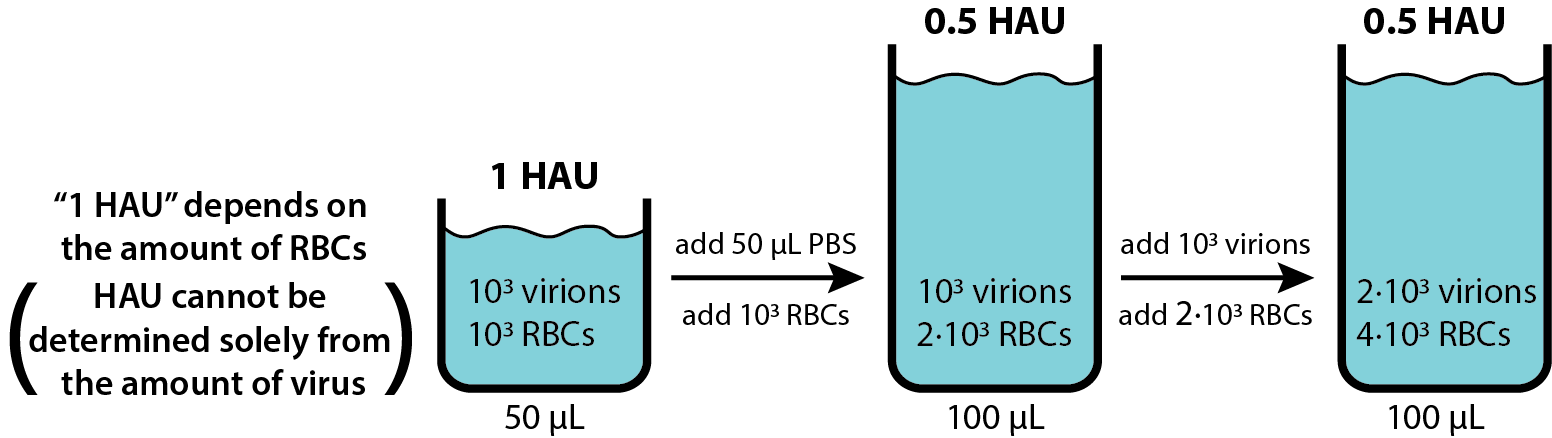 “1 HAU” depends on
the amount of RBCs
(HAU cannot be
determined solely from
the amount of virus)
1 HAU
10³ virions
10³ RBCs
50 µL
add 50 µL PBS
add 10³ RBCs
0.5 HAU
10³ virions
2·10³ RBCs
100 µL
add 10³ virions
add 2·10³ RBCs
0.5 HAU
2·10³ virions
4·10³ RBCs
100 µL